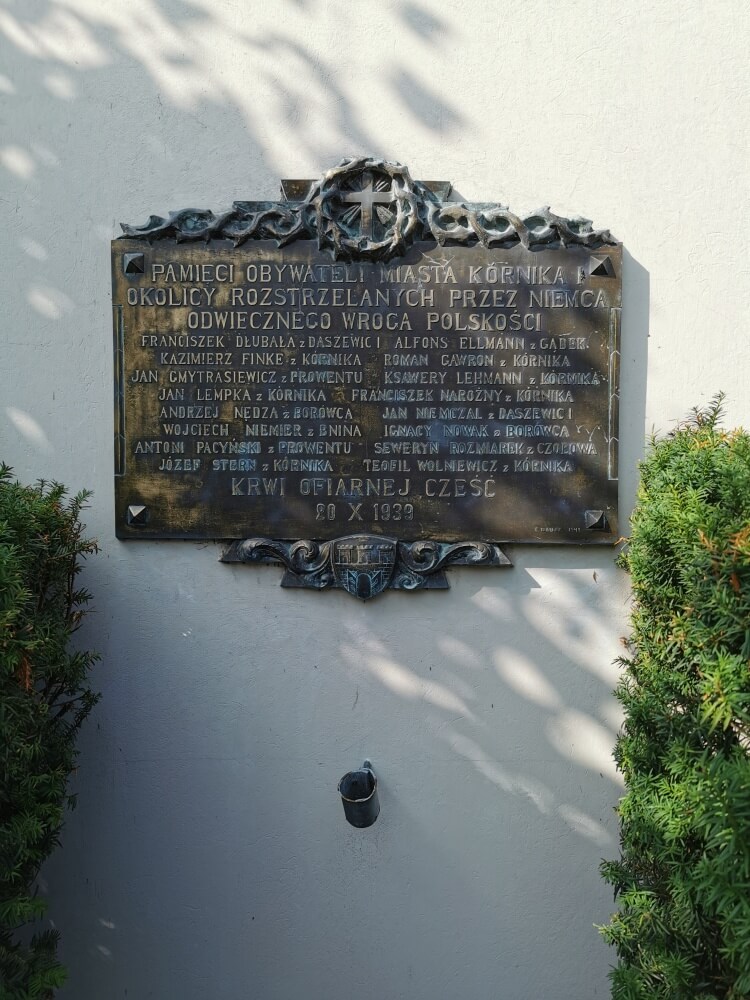 PAMIĘCI OBYWATELI MIASTA KÓRNIKA I
OKOLICY ROZSTRZELANYCH PRZEZ NIEMCA
ODWIECZNEGO WROGA POLSKOŚCI
FRANCISZEK DŁUBAŁA z DASZEWIC I ALFONS ELLMANN z GĄDEK
KAZIMIERZ FINKE z KÓRNIKA ROMAN GAWRON z KÓRNIKA
JAN GMYTRASIEWICZ z PROWENTU KSAWERY LEHMANN z KÓRNIKA
JAN LEMPKA z KÓRNIKA FRANCISZEK NAROŻNY z KÓRNIKA
ANDRZEJ NĘDZA z BORÓWCA JAN NIEMCZAL z DASZEWIC I
WOJCIECH NIEMIER z BNINA IGNACY NOWAK z BORÓWCA
ANTONI PACYŃSKI z PROWENTU SEWERYN ROZMIAREK z CZOŁOWA
JÓZEF STERN z KÓRNIKA TEOFIL WOLNIEWICZ z KÓRNIKA
KRWI OFIARNEJ CZEŚĆ
20 X 1939